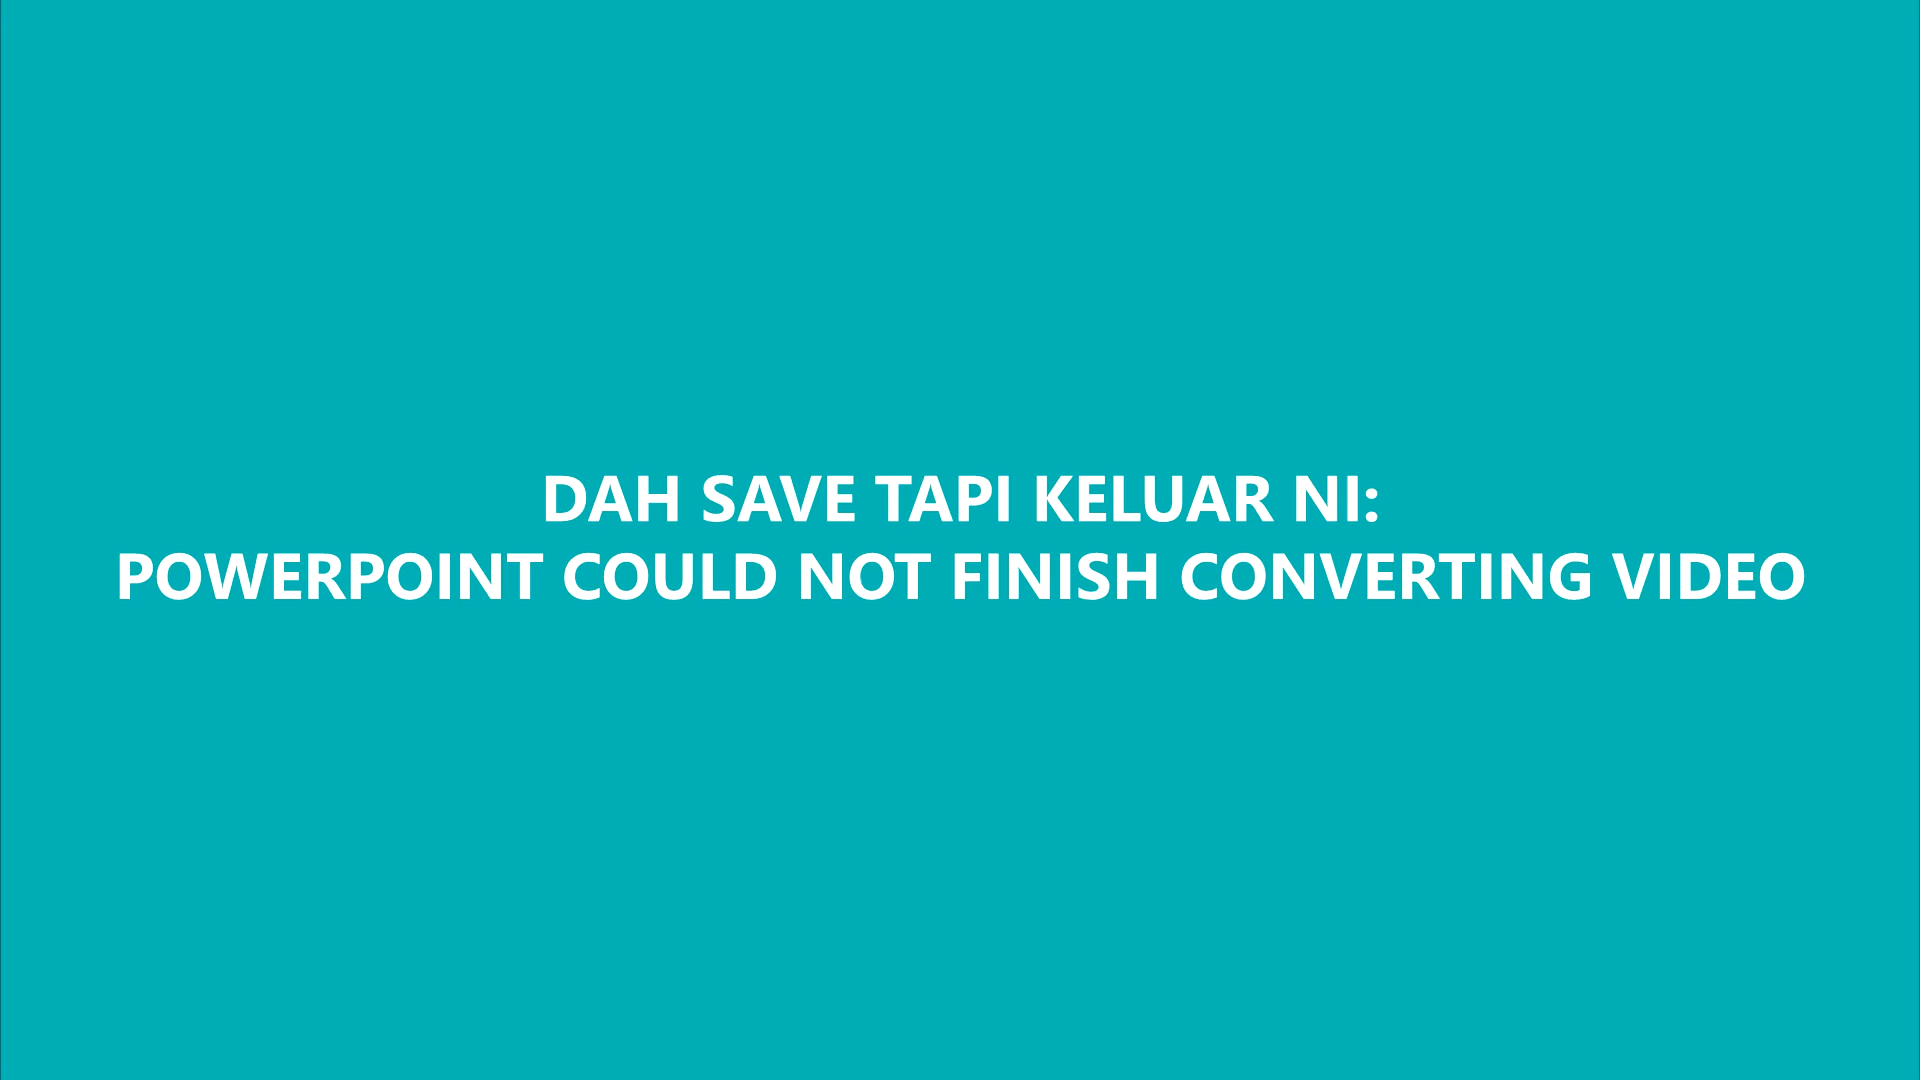 DAH SAVE TAPI KELUAR NI:
POWERPOINT COULD NOT FINISH CONVERTING VIDEO